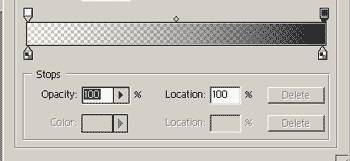 Stops
Opacity: 100 % Location: 100 % Delete
Color: Location: % Delete